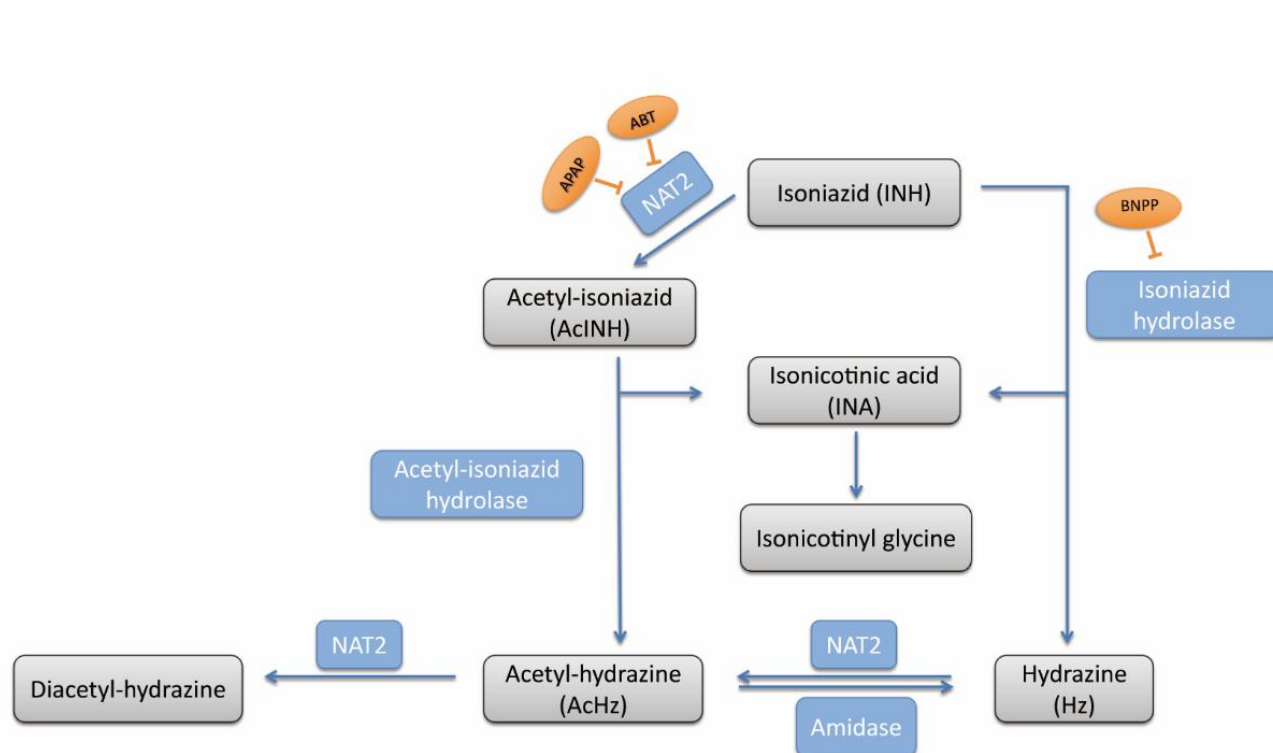 ABT
APAP
NAT2
Isoniazid (INH)
BNPP
Acetyl-isoniazid
(AcINH)
Isoniazid
hydrolase
Isonicotinic acid
(INA)
Acetyl-isoniazid
hydrolase
Isonicotinyl glycine
NAT2
NAT2
Diacetyl-hydrazine
Acetyl-hydrazine
(AcHz)
Hydrazine
(Hz)
Amidase